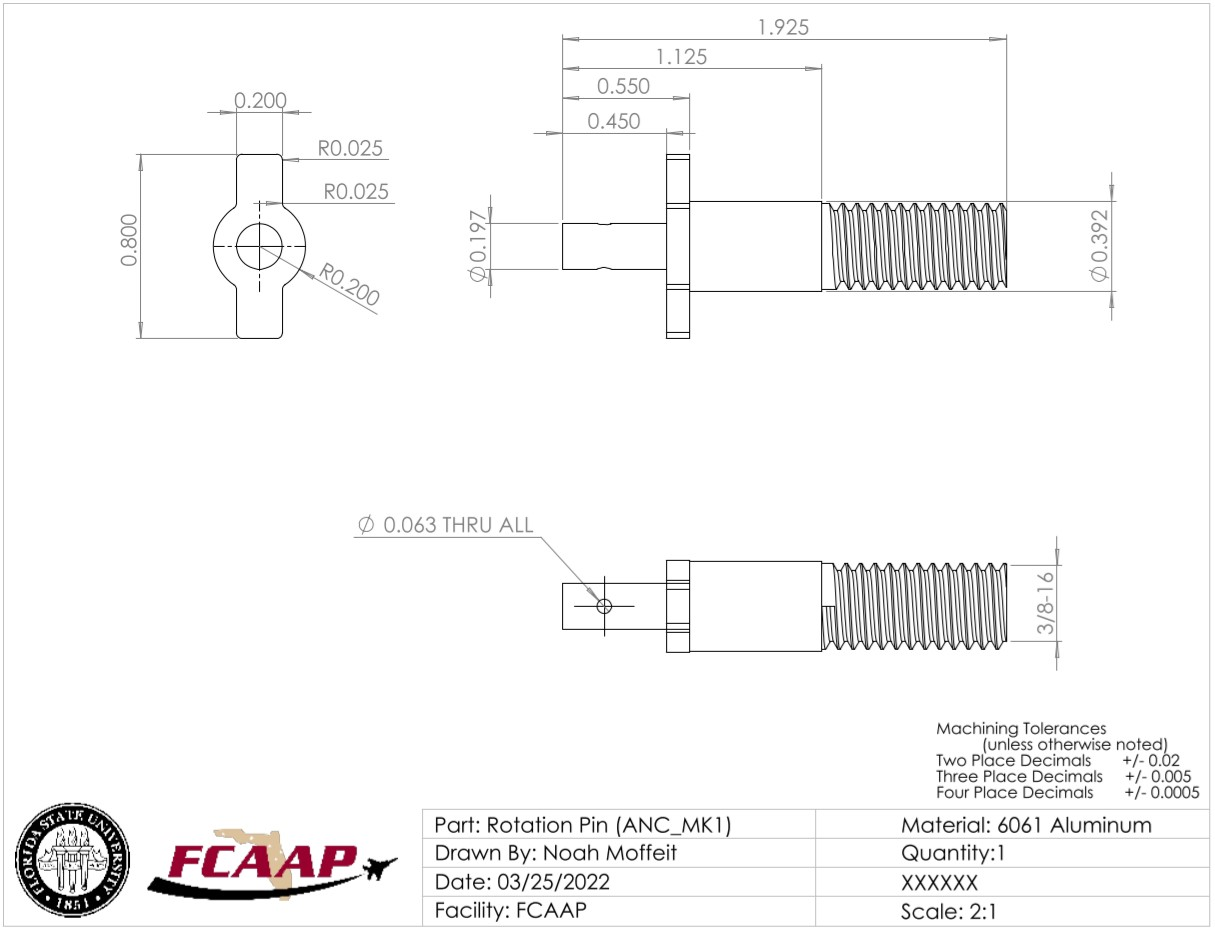 1.925
1.125
0.550
0.450
0.200
R0.025
R0.025
0.800
R0.200
Ø0.197
Ø0.392
Ø 0.063 THRU ALL
3/8-16
Machining Tolerances
(unless otherwise noted)
Two Place Decimals +/- 0.02
Three Place Decimals +/- 0.005
Four Place Decimals +/- 0.0005
FLORIDA STATE UNIVERSITY
1851
FCAAP
Part: Rotation Pin (ANC_MK1)
Material: 6061 Aluminum
Drawn By: Noah Moffeit
Quantity:1
Date: 03/25/2022
XXXXXX
Facility: FCAAP
Scale: 2:1